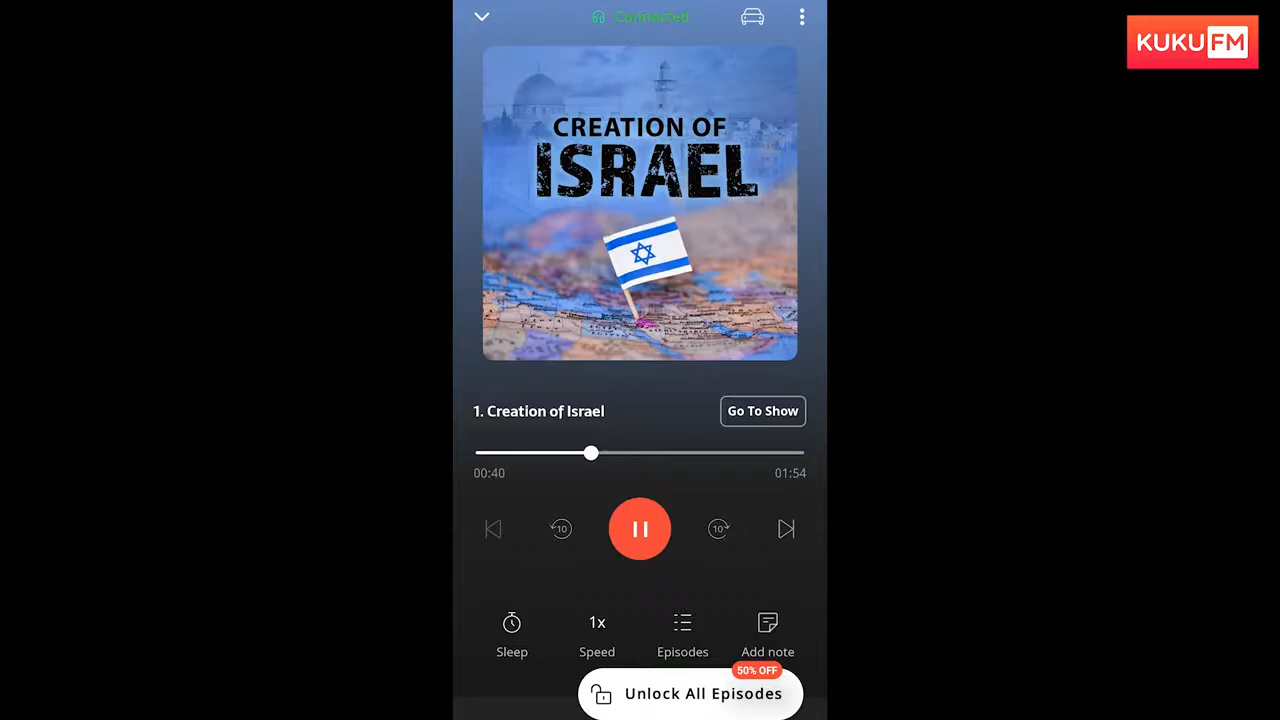 Connected
KUKU FM
CREATION OF
ISRAEL
1. Creation of Israel
Go To Show
00:40
01:54
10
10
Sleep
1x
Speed
Episodes
Add note
50% OFF
Unlock All Episodes